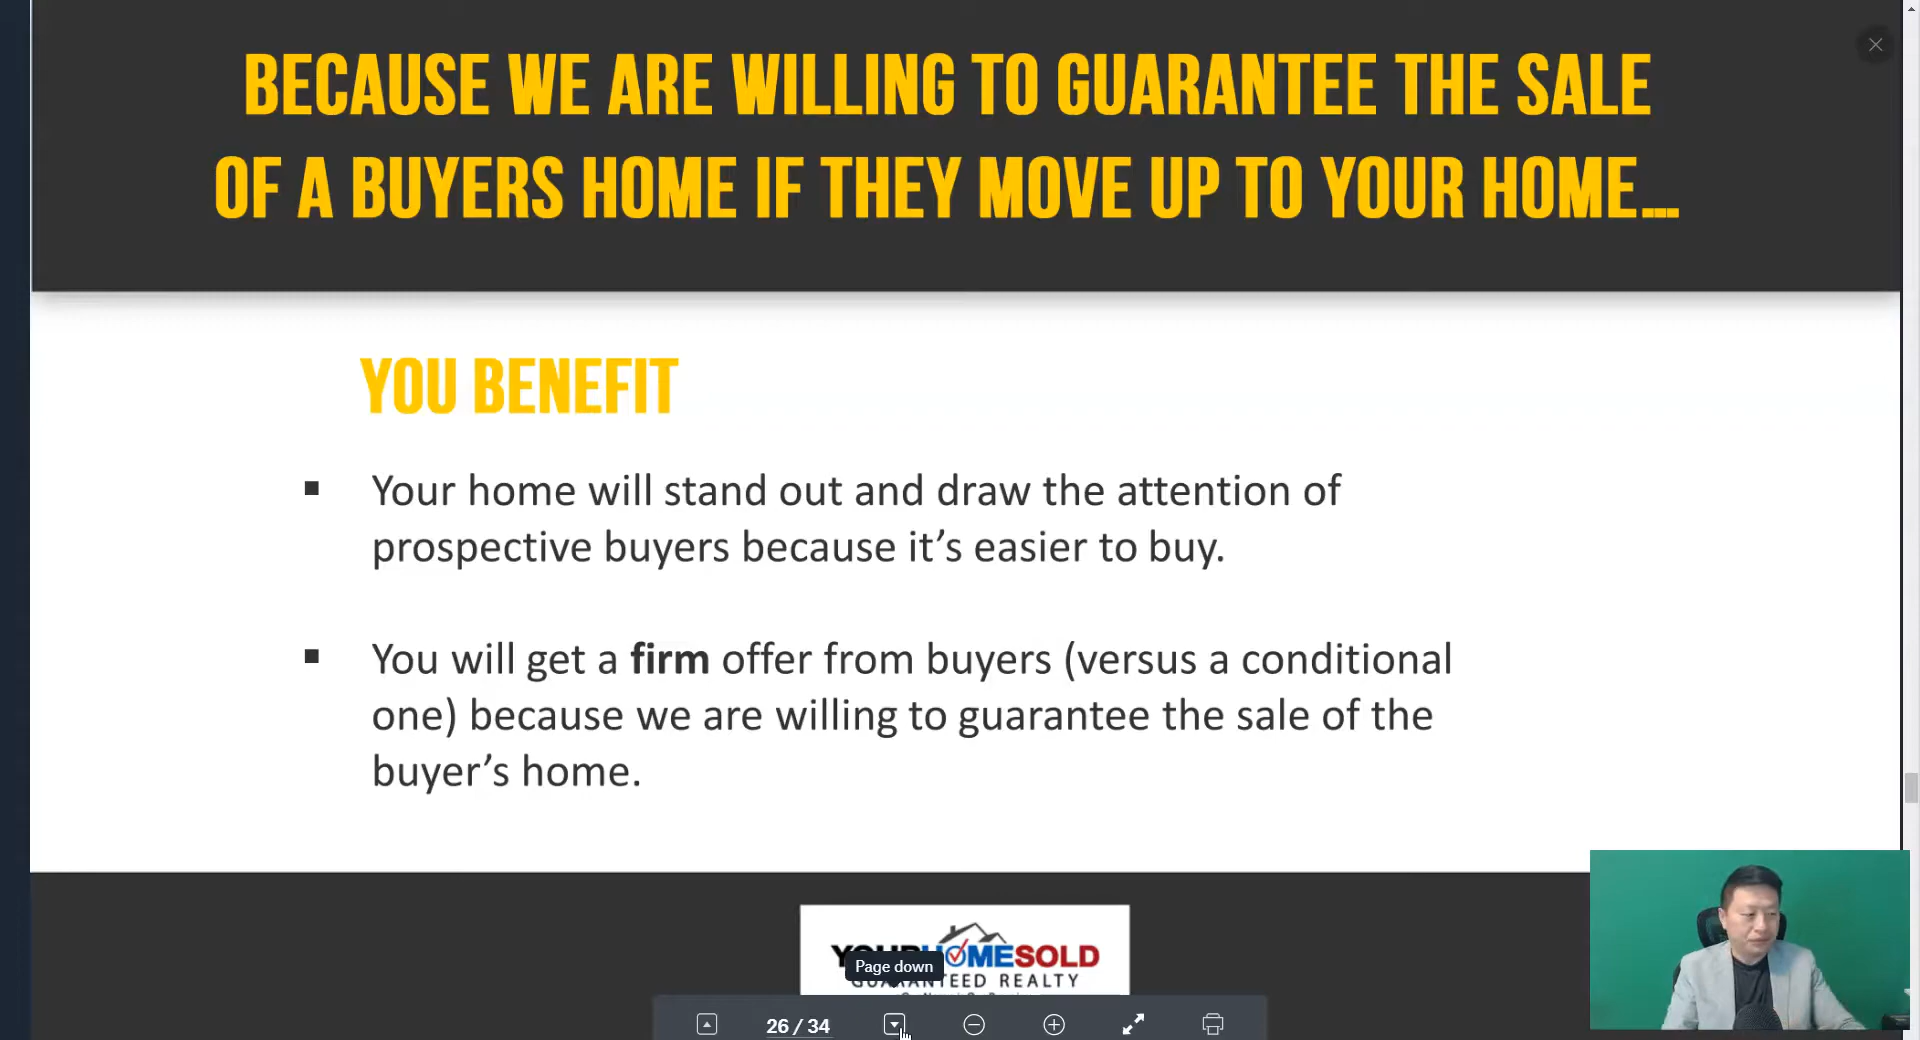 BECAUSE WE ARE WILLING TO GUARANTEE THE SALE
OF A BUYERS HOME IF THEY MOVE UP TO YOUR HOME...
YOU BENEFIT
▪ Your home will stand out and draw the attention of
prospective buyers because it’s easier to buy.
▪ You will get a firm offer from buyers (versus a conditional
one) because we are willing to guarantee the sale of the
buyer’s home.
YOURHOMESOLD
Page down
GUARANTEED REALTY
26 / 34